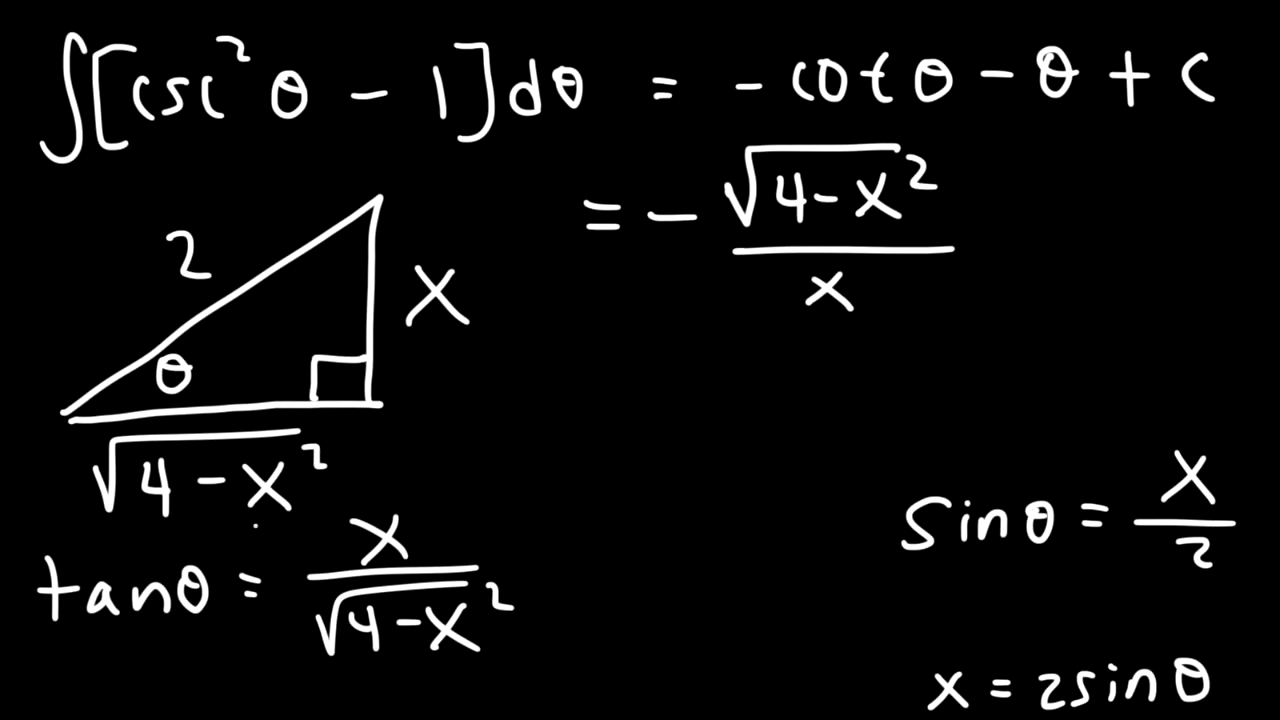 ∫[csc²θ - 1]dθ = -cotθ - θ + c
= - √(4-x²) / x
2
x
θ
√(4-x²)
tanθ = x / √(4-x²)
sinθ = x / 2
x = 2sinθ